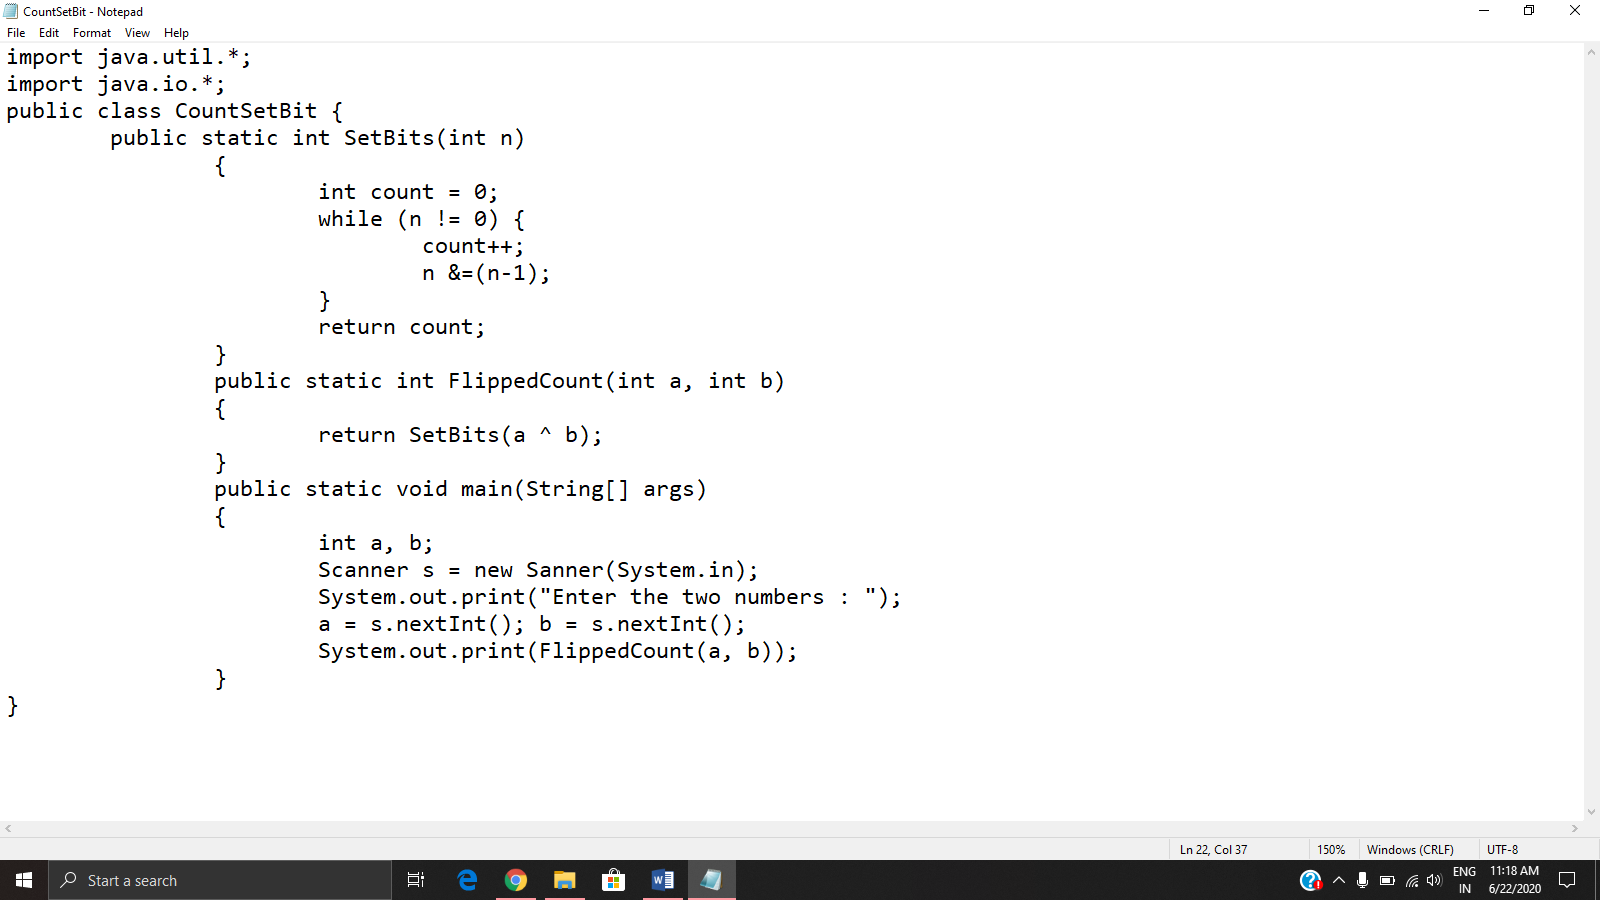 CountSetBit - Notepad
File Edit Format View Help
import java.util.*;
import java.io.*;
public class CountSetBit {
public static int SetBits(int n)
{
int count = 0;
while (n != 0) {
count++;
n &=(n-1);
}
return count;
}
public static int FlippedCount(int a, int b)
{
return SetBits(a ^ b);
}
public static void main(String[] args)
{
int a, b;
Scanner s = new Sanner(System.in);
System.out.print("Enter the two numbers : ");
a = s.nextInt(); b = s.nextInt();
System.out.print(FlippedCount(a, b));
}
}
Ln 22, Col 37 150% Windows (CRLF) UTF-8
Start a search
ENG
IN
11:18 AM
6/22/2020